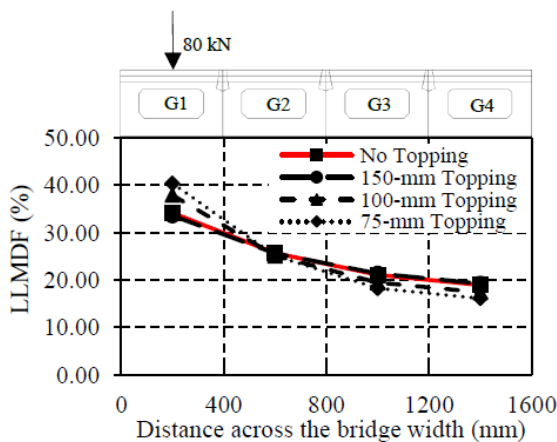 80 kN
G1 G2 G3 G4
50.00
40.00
30.00
20.00
10.00
0.00
LLMDF (%)
No Topping
150-mm Topping
100-mm Topping
75-mm Topping
0 400 800 1200 1600
Distance across the bridge width (mm)